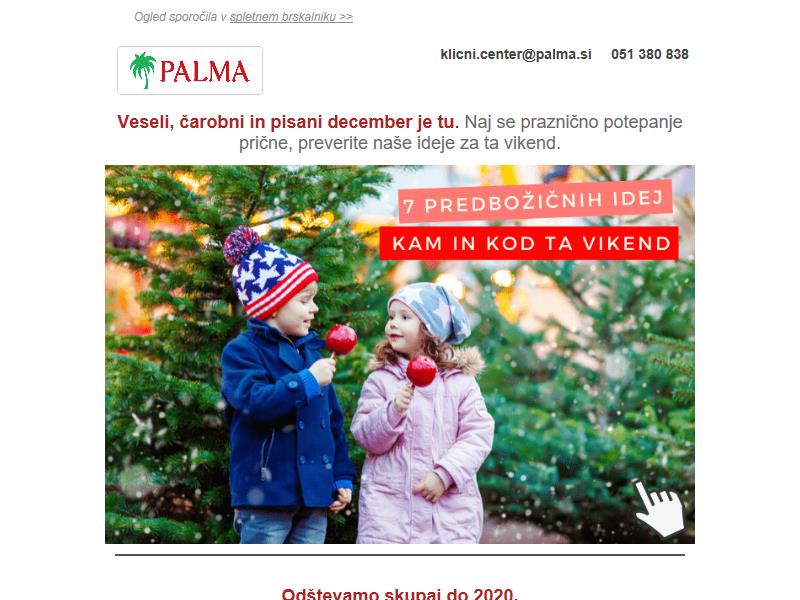 Ogled sporočila v spletnem brskalniku >>
PALMA
klicni.center@palma.si 051 380 838
Veseli, čarobni in pisani december je tu. Naj se praznično potepanje
prične, preverite naše ideje za ta vikend.
7 PREDBOŽIČNIH IDEJ
KAM IN KOD TA VIKEND
Odštevamo skupaj do 2020.